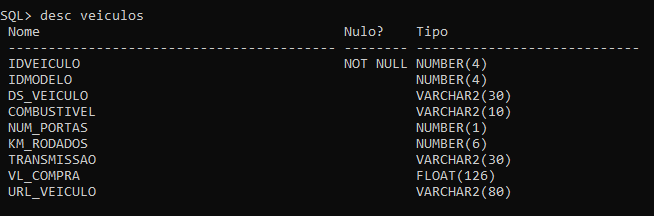 SQL> desc veiculos
Nome Nulo? Tipo
----------------------------------------- -------- ----------------------------
IDVEICULO NOT NULL NUMBER(4)
IDMODELO NUMBER(4)
DS_VEICULO VARCHAR2(30)
COMBUSTIVEL VARCHAR2(10)
NUM_PORTAS NUMBER(1)
KM_RODADOS NUMBER(6)
TRANSMISSAO VARCHAR2(30)
VL_COMPRA FLOAT(126)
URL_VEICULO VARCHAR2(80)